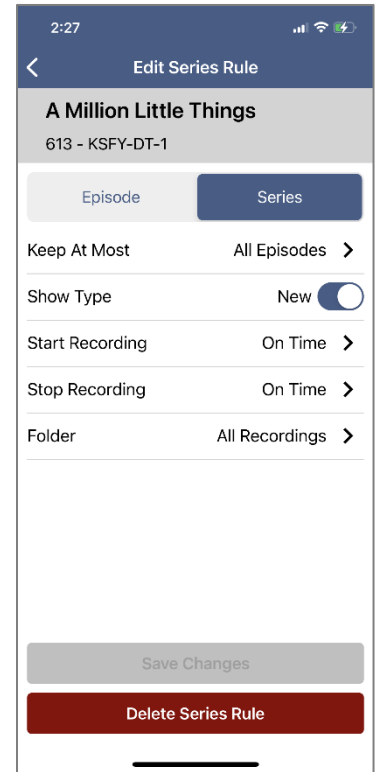 2:27
Edit Series Rule
A Million Little Things
613 - KSFY-DT-1
Episode Series
Keep At Most All Episodes
Show Type New
Start Recording On Time
Stop Recording On Time
Folder All Recordings
Save Changes
Delete Series Rule